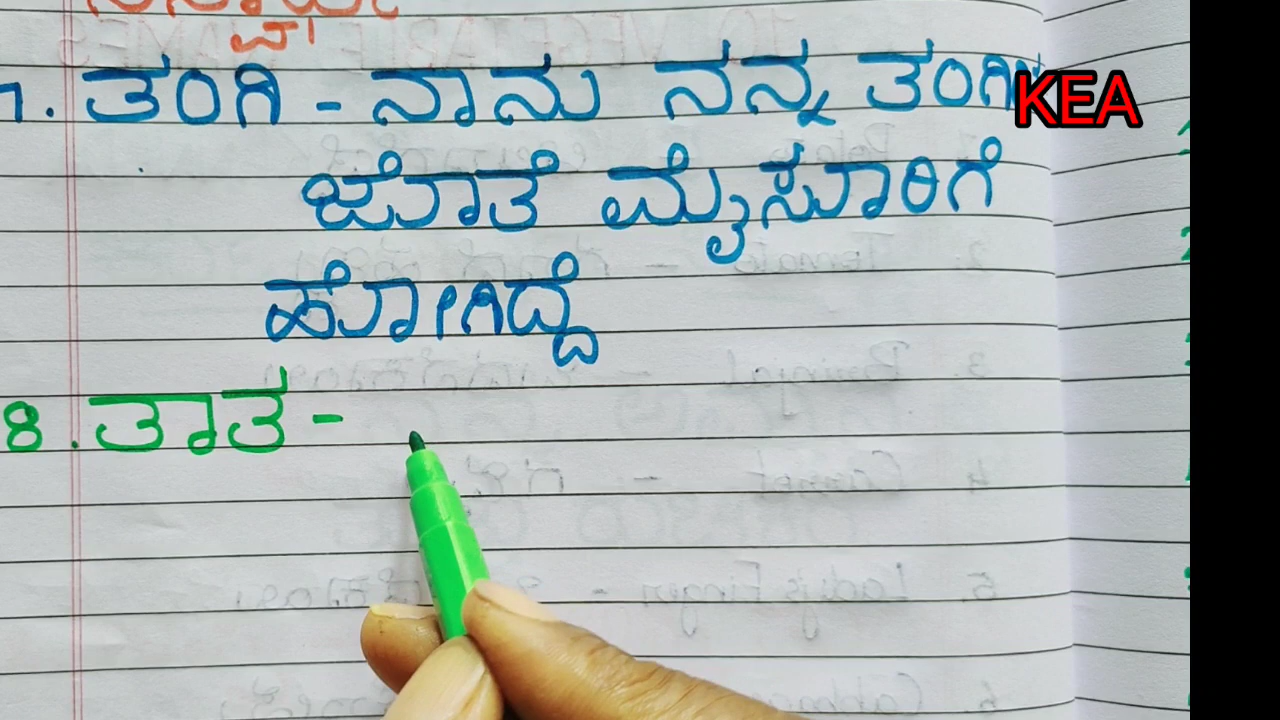 7. ತಂಗಿ - ನಾನು ನನ್ನ ತಂಗಿಯ
KEA
ಜೊತೆ ಮೈಸೂರಿಗೆ
ಹೋಗಿದ್ದೆ
8. ತಾತ -